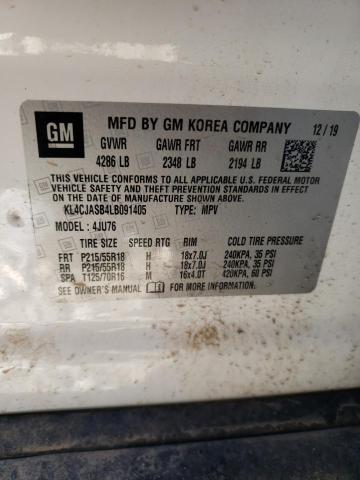 GM
MFD BY GM KOREA COMPANY 12/19
GVWR GAWR FRT GAWR RR
4286 LB 2348 LB 2194 LB
THIS VEHICLE CONFORMS TO ALL APPLICABLE U.S. FEDERAL MOTOR
VEHICLE SAFETY AND THEFT PREVENTION STANDARDS IN EFFECT ON
THE DATE OF MANUFACTURE SHOWN ABOVE.
KL4CJASB4LB091405 TYPE: MPV
MODEL: 4JU76
TIRE SIZE SPEED RTG RIM COLD TIRE PRESSURE
FRT P215/55R18 H 18x7.0J 240KPA, 35 PSI
RR P215/55R18 H 18x7.0J 240KPA, 35 PSI
SPA T125/70R16 M 16x4.0T 420KPA, 60 PSI
SEE OWNER'S MANUAL FOR MORE INFORMATION